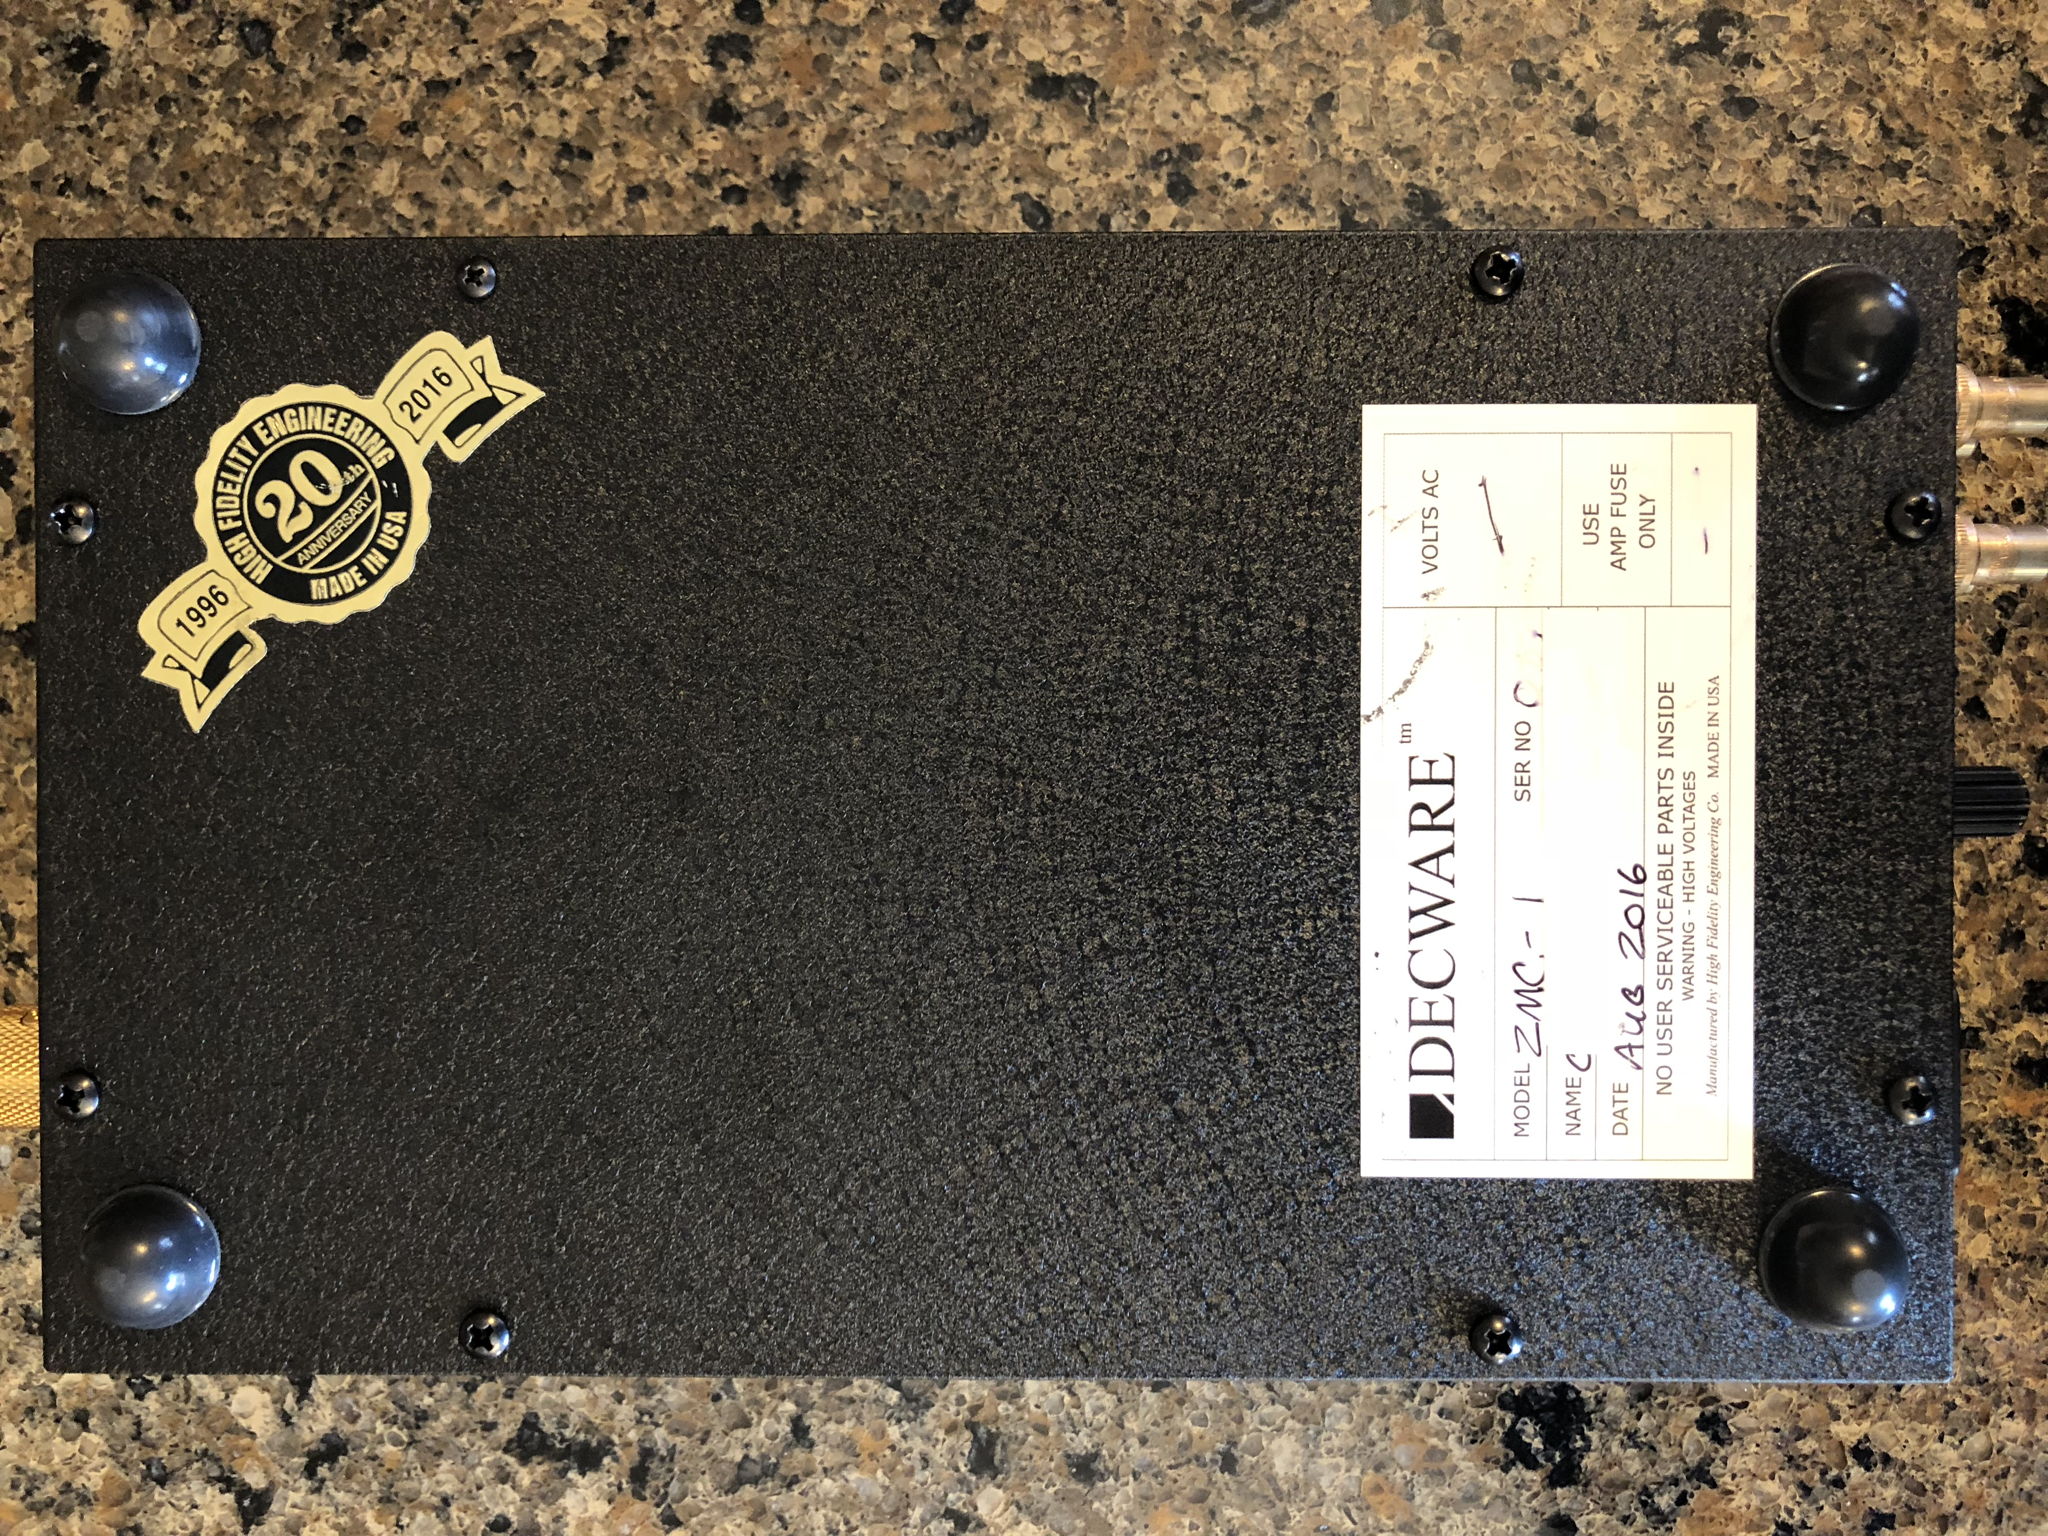 HIGH FIDELITY ENGINEERING
20th
ANNIVERSARY
MADE IN USA
1996
2016
DECWARE tm
VOLTS AC
MODEL ZMC-1 SER NO
NAME C
DATE AUG 2016
USE
AMP FUSE
ONLY
NO USER SERVICEABLE PARTS INSIDE
WARNING - HIGH VOLTAGES
Manufactured by High Fidelity Engineering Co. MADE IN USA